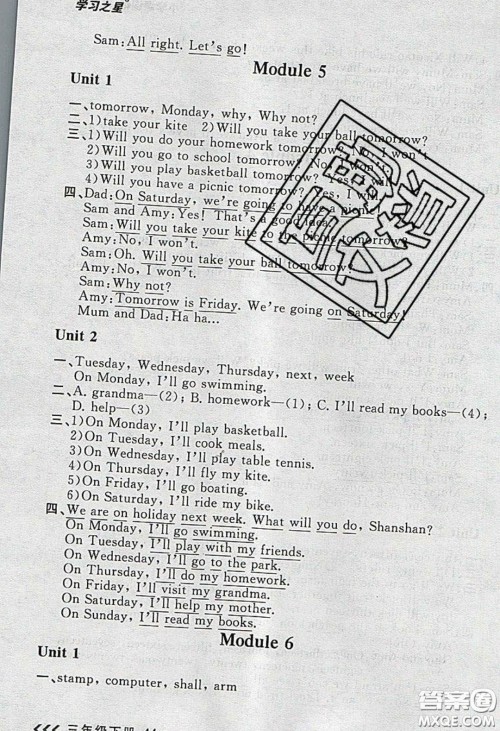 学习之星
Sam: All right. Let's go!
Module 5
Unit 1
一、tomorrow, Monday, why, Why not?
二、1)take your kite 2)Will you take your ball tomorrow?
三、1)Will you do your homework tomorrow? No, I won't.
2)Will you go to school tomorrow? No, I won't.
3)Will you play basketball tomorrow? Yes, I will.
4)Will you have a picnic tomorrow? Yes, I will.
四、Dad: On Saturday, we're going to have a picnic!
Sam and Amy: Yes! That's a good idea.
Sam: Will you take your kite to the picnic tomorrow?
Amy: No, I won't.
Sam: Oh. Will you take your ball tomorrow?
Amy: No, I won't.
Sam: Why not?
Amy: Tomorrow is Friday. We're going on Saturday!
Mum and Dad: Ha ha...
Unit 2
一、Tuesday, Wednesday, Thursday, next, week
On Monday, I'll go swimming.
二、A. grandma—(2); B. homework—(1); C. I'll read my books—(4);
D. help—(3)
三、1)On Monday, I'll play basketball.
2)On Tuesday, I'll cook meals.
3)On Wednesday, I'll play table tennis.
4)On Thursday, I'll fly my kite.
5)On Friday, I'll go boating.
6)On Saturday, I'll ride my bike.
四、We are on holiday next week. What will you do, Shanshan?
On Monday, I'll go swimming.
On Tuesday, I'll play with my friends.
On Wednesday, I'll go to the park.
On Thursday, I'll do my homework.
On Friday, I'll visit my grandma.
On Saturday, I'll help my mother.
On Sunday, I'll read my books.
Module 6
Unit 1
一、stamp, computer, shall, arm
三年级下册
答案圈
MXQE.COM